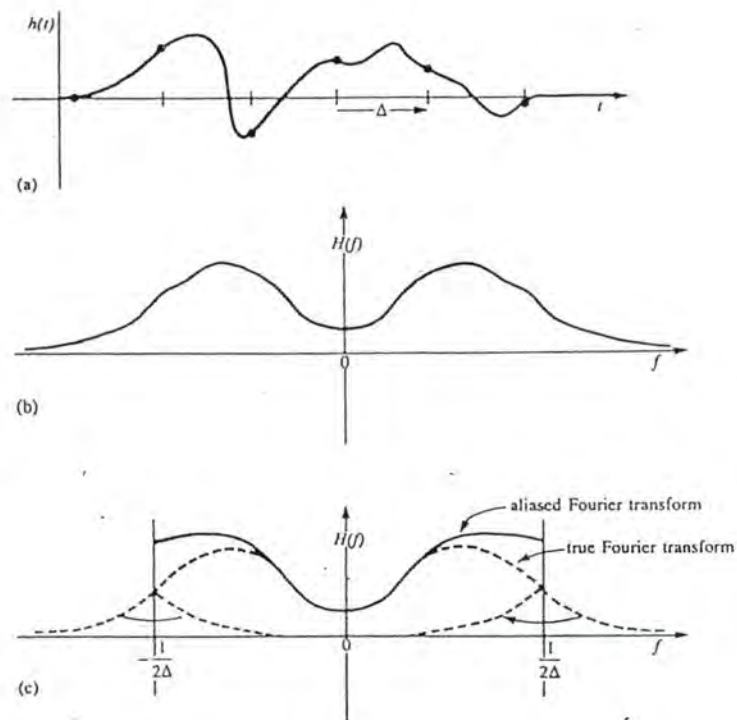 h(t)
Δ
t
(a)
H(f)
0
f
(b)
aliased Fourier transform
H(f)
true Fourier transform
0
f
-1/2Δ
1/2Δ
(c)